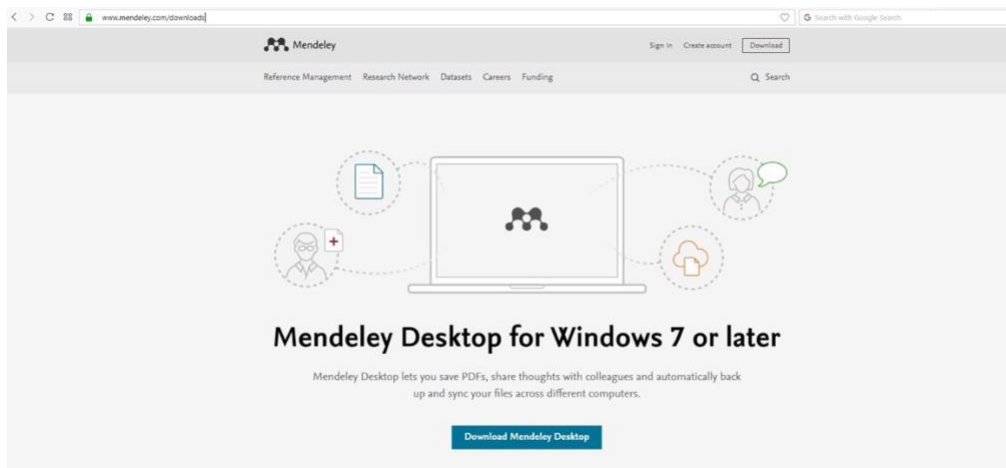 www.mendeley.com/downloads
G Search with Google Search
Mendeley
Sign in Create account Download
Reference Management Research Network Datasets Careers Funding
Search
Mendeley Desktop for Windows 7 or later
Mendeley Desktop lets you save PDFs, share thoughts with colleagues and automatically back
up and sync your files across different computers.
Download Mendeley Desktop